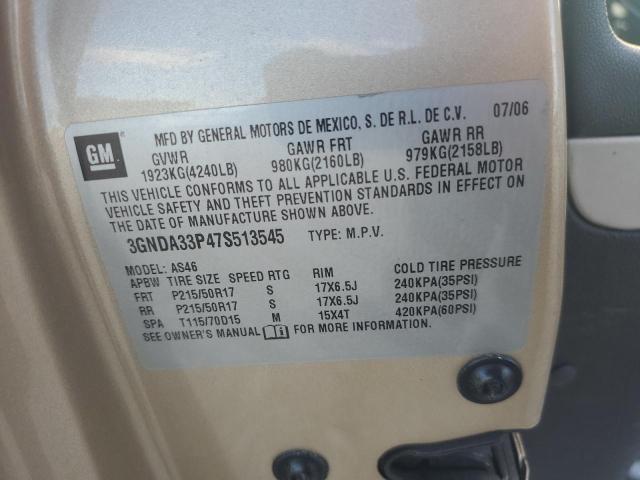 GM
MFD BY GENERAL MOTORS DE MEXICO, S. DE R.L. DE C.V. 07/06
GVWR GAWR FRT GAWR RR
1923KG(4240LB) 980KG(2160LB) 979KG(2158LB)
THIS VEHICLE CONFORMS TO ALL APPLICABLE U.S. FEDERAL MOTOR
VEHICLE SAFETY AND THEFT PREVENTION STANDARDS IN EFFECT ON
THE DATE OF MANUFACTURE SHOWN ABOVE.
3GNDA33P47S513545 TYPE: M.P.V.
MODEL: AS46
APBW TIRE SIZE SPEED RTG RIM COLD TIRE PRESSURE
FRT P215/50R17 S 17X6.5J 240KPA(35PSI)
RR P215/50R17 S 17X6.5J 240KPA(35PSI)
SPA T115/70D15 M 15X4T 420KPA(60PSI)
SEE OWNER'S MANUAL FOR MORE INFORMATION.